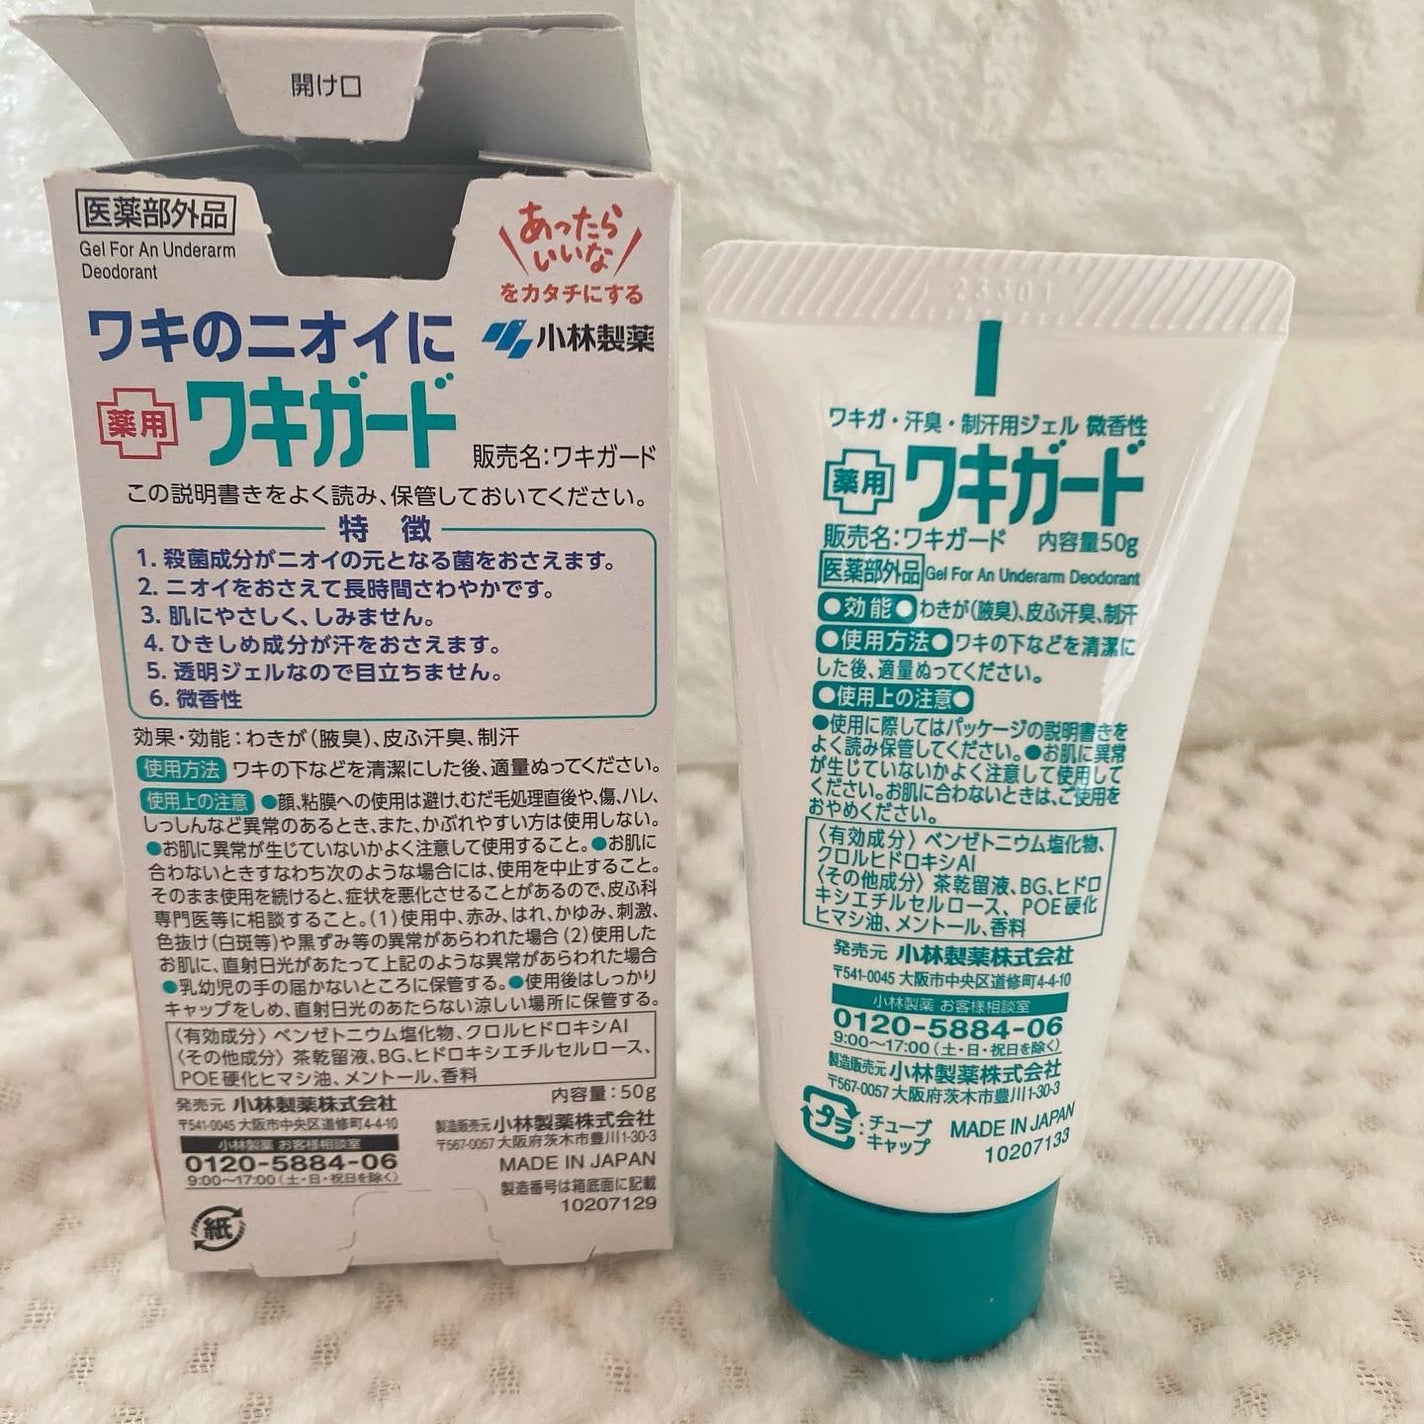 開け口
医薬部外品
Gel For An Underarm
Deodorant
あったら
いいな
をカタチにする
ワキのニオイに
小林製薬
薬用
ワキガード
販売名:ワキガード
この説明書きをよく読み、保管しておいてください。
特 徴
1. 殺菌成分がニオイの元となる菌をおさえます。
2. ニオイをおさえて長時間さわやかです。
3. 肌にやさしく、しみません。
4. ひきしめ成分が汗をおさえます。
5. 透明ジェルなので目立ちません。
6. 微香性
効果・効能:わきが(腋臭)、皮ふ汗臭、制汗
使用方法 ワキの下などを清潔にした後、適量ぬってください。
使用上の注意 ●顔、粘膜への使用は避け、むだ毛処理直後や、傷、ハレ、
しっしんなど異常のあるとき、また、かぶれやすい方は使用しない。
●お肌に異常が生じていないかよく注意して使用すること。●お肌に
合わないときすなわち次のような場合には、使用を中止すること。
そのまま使用を続けると、症状を悪化させることがあるので、皮ふ科
専門医等に相談すること。(1)使用中、赤み、はれ、かゆみ、刺激、
色抜け(白斑等)や黒ずみ等の異常があらわれた場合(2)使用した
お肌に、直射日光があたって上記のような異常があらわれた場合
●乳幼児の手の届かないところに保管する。●使用後はしっかり
キャップをしめ、直射日光のあたらない涼しい場所に保管する。
〈有効成分〉ベンゼトニウム塩化物、クロルヒドロキシAl
〈その他成分〉茶乾留液、BG、ヒドロキシエチルセルロース、
POE硬化ヒマシ油、メントール、香料
内容量:50g
発売元 小林製薬株式会社
〒541-0045 大阪市中央区道修町4-4-10
小林製薬 お客様相談室
0120-5884-06
9:00〜17:00(土・日・祝日を除く)
製造販売元 小林製薬株式会社
〒567-0057 大阪府茨木市豊川1-30-3
MADE IN JAPAN
製造番号は箱底面に記載
10207129
紙
ワキガ・汗臭・制汗用ジェル 微香性
薬用
ワキガード
販売名:ワキガード 内容量50g
医薬部外品 Gel For An Underarm Deodorant
●効能● わきが(腋臭)、皮ふ汗臭、制汗
●使用方法● ワキの下などを清潔に
した後、適量ぬってください。
●使用上の注意●
●使用に際してはパッケージの説明書きを
よく読み保管してください。●お肌に異常
が生じていないかよく注意して使用して
ください。お肌に合わないときは、ご使用を
おやめください。
〈有効成分〉ベンゼトニウム塩化物、
クロルヒドロキシAl
〈その他成分〉茶乾留液、BG、ヒドロ
キシエチルセルロース、POE硬化
ヒマシ油、メントール、香料
発売元 小林製薬株式会社
〒541-0045 大阪市中央区道修町4-4-10
小林製薬 お客様相談室
0120-5884-06
9:00〜17:00(土・日・祝日を除く)
製造販売元 小林製薬株式会社
〒567-0057 大阪府茨木市豊川1-30-3
プラ:チューブ
キャップ
MADE IN JAPAN
10207133